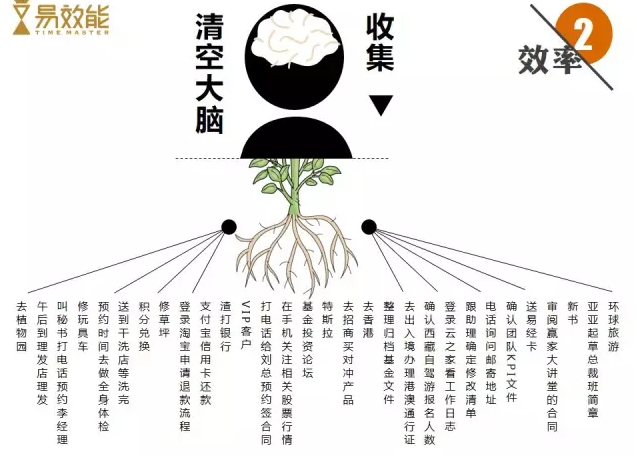 易效能
TIME MASTER
清空大脑
收集
效率
2
去植物园
午后到理发店理发
叫秘书打电话预约李经理
修玩具车
预约时间去做全身体检
送到干洗店等洗完
积分兑换
修草坪
登录淘宝申请退款流程
支付宝信用卡还款
渣打银行
VIP客户
打电话给刘总预约签合同
在手机关注相关股票行情
基金投资论坛
特斯拉
去招商买对冲产品
去香港
整理归档基金文件
去出入境办理港澳通行证
确认西藏自驾游报名人数
登录云之家看工作日志
跟助理确定修改清单
电话询问邮寄地址
确认团队KPI文件
送易经卡
审阅赢家大讲堂的合同
新书
亚亚起草总裁班简章
环球旅游